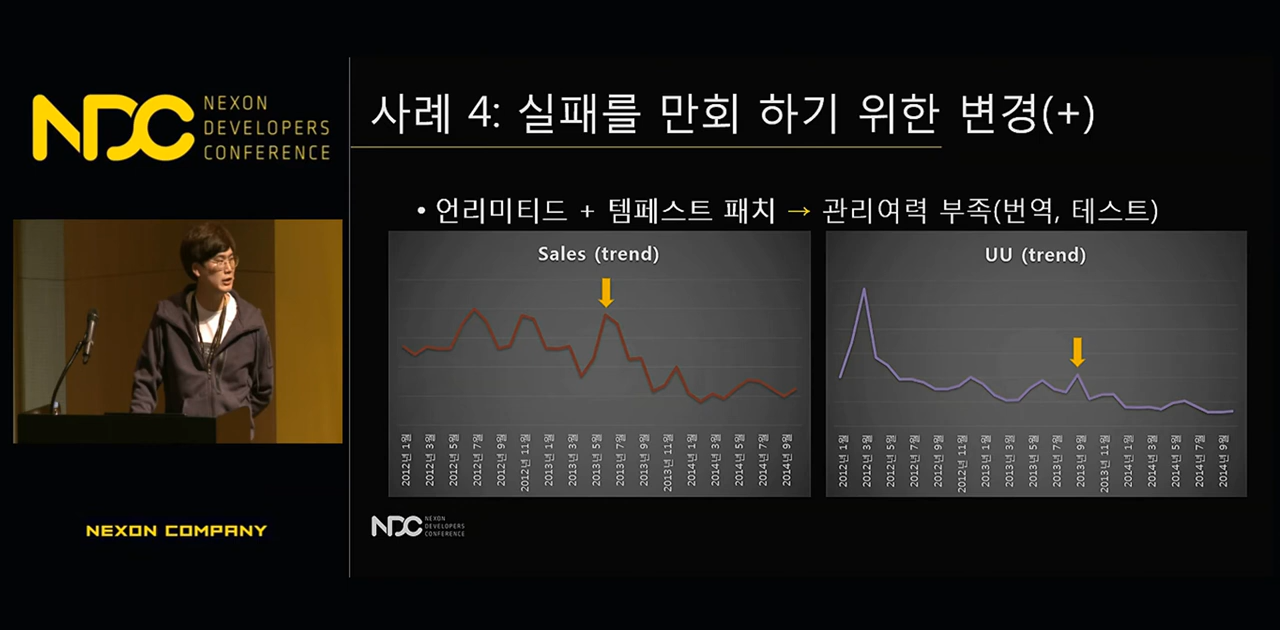 NDC
NEXON
DEVELOPERS
CONFERENCE
NEXON COMPANY
사례 4: 실패를 만회 하기 위한 변경(+)
• 언리미티드 + 템페스트 패치 → 관리여력 부족(번역, 테스트)
Sales (trend)
2012년 1월
2012년 3월
2012년 5월
2012년 7월
2012년 9월
2012년 11월
2013년 1월
2013년 3월
2013년 5월
2013년 7월
2013년 9월
2013년 11월
2014년 1월
2014년 3월
2014년 5월
2014년 7월
2014년 9월
UU (trend)
2012년 1월
2012년 3월
2012년 5월
2012년 7월
2012년 9월
2012년 11월
2013년 1월
2013년 3월
2013년 5월
2013년 7월
2013년 9월
2013년 11월
2014년 1월
2014년 3월
2014년 5월
2014년 7월
2014년 9월
NDC
NEXON
DEVELOPERS
CONFERENCE